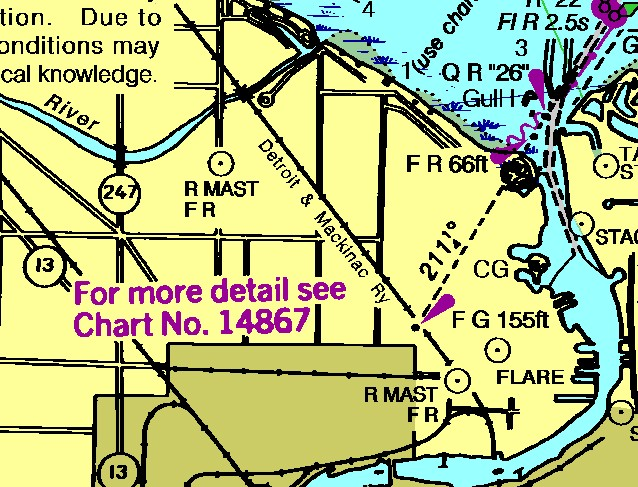 tion. Due to
onditions may
cal knowledge.
4
(use char
Fl R 2.5s
3
1
Q R "26"
Gull I
G
River
F R 66ft
R MAST
F R
247
Detroit & Mackinac Ry
211½°
STAC
13
CG
For more detail see
Chart No. 14867
F G 155ft
FLARE
R MAST
F R
13